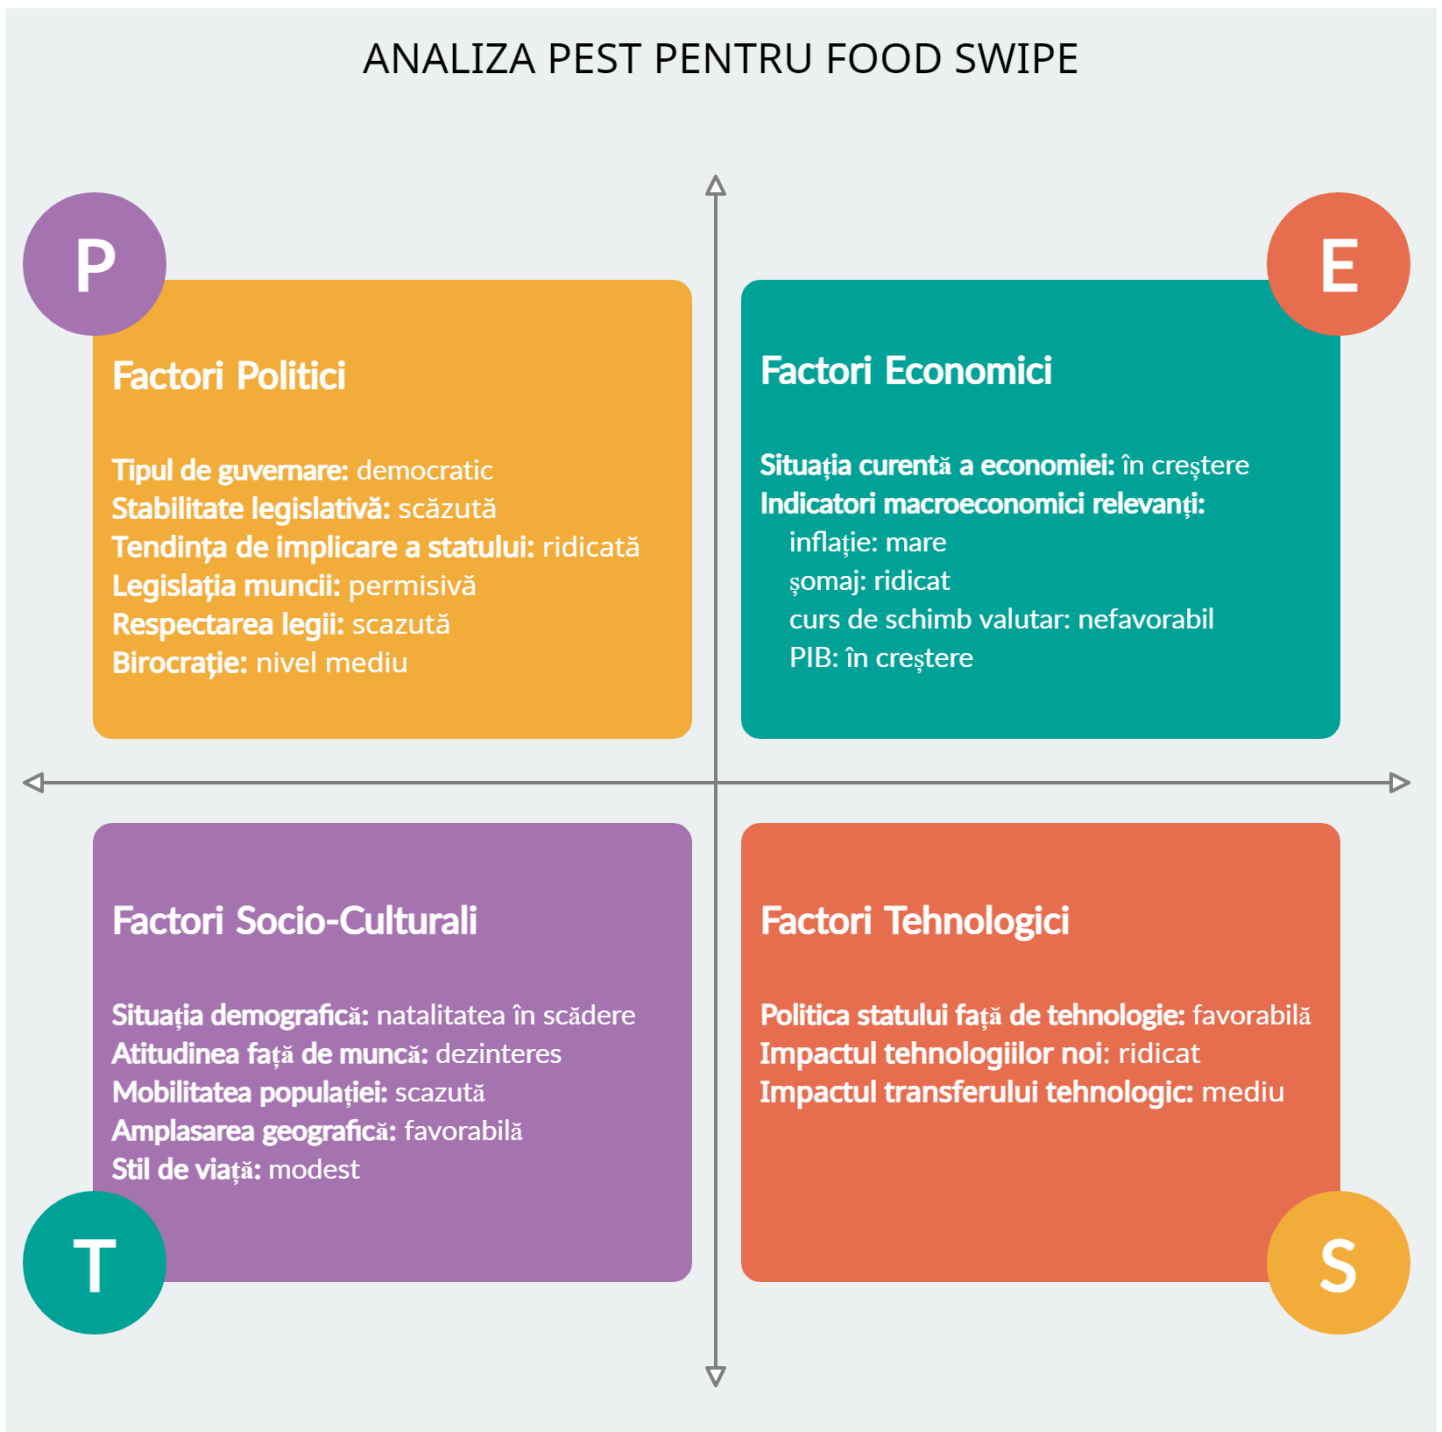 ANALIZA PEST PENTRU FOOD SWIPE
P
Factori Politici
Tipul de guvernare: democratic
Stabilitate legislativă: scăzută
Tendința de implicare a statului: ridicată
Legislația muncii: permisivă
Respectarea legii: scazută
Birocrație: nivel mediu
E
Factori Economici
Situația curentă a economiei: în creștere
Indicatori macroeconomici relevanți:
inflație: mare
șomaj: ridicat
curs de schimb valutar: nefavorabil
PIB: în creștere
Factori Socio-Culturali
Situația demografică: natalitatea în scădere
Atitudinea față de muncă: dezinteres
Mobilitatea populației: scazută
Amplasarea geografică: favorabilă
Stil de viață: modest
T
Factori Tehnologici
Politica statului față de tehnologie: favorabilă
Impactul tehnologiilor noi: ridicat
Impactul transferului tehnologic: mediu
S